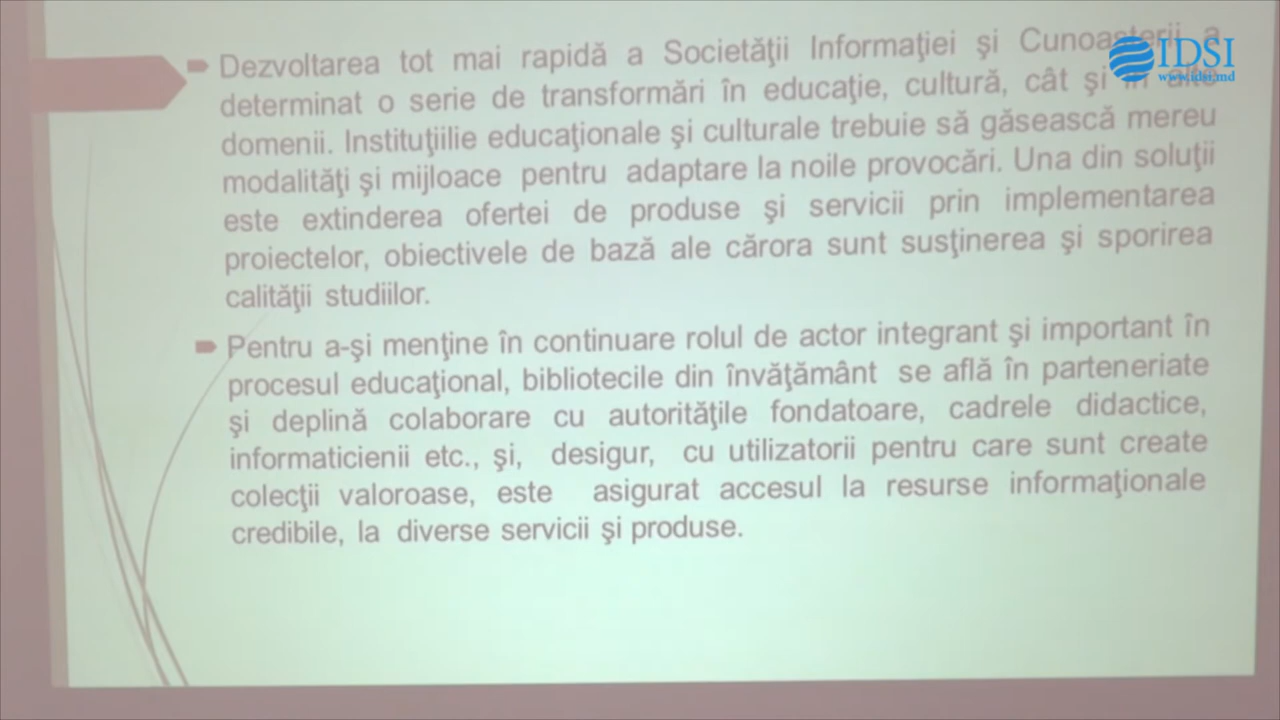 Dezvoltarea tot mai rapidă a Societăţii Informaţiei şi Cunoaşterii a
determinat o serie de transformări în educaţie, cultură, cât şi în alte
domenii. Instituţiilie educaţionale şi culturale trebuie să găsească mereu
modalităţi şi mijloace pentru adaptare la noile provocări. Una din soluţii
este extinderea ofertei de produse şi servicii prin implementarea
proiectelor, obiectivele de bază ale cărora sunt susţinerea şi sporirea
calităţii studiilor.
Pentru a-şi menţine în continuare rolul de actor integrant şi important în
procesul educaţional, bibliotecile din învăţământ se află în parteneriate
şi deplină colaborare cu autorităţile fondatoare, cadrele didactice,
informaticienii etc., şi, desigur, cu utilizatorii pentru care sunt create
colecţii valoroase, este asigurat accesul la resurse informaţionale
credibile, la diverse servicii şi produse.
IDSI
www.idsi.md